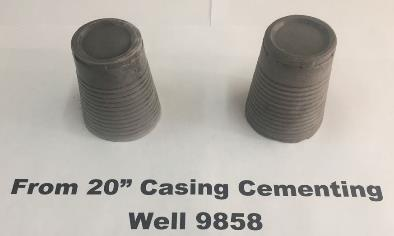 From 20” Casing Cementing
Well 9858